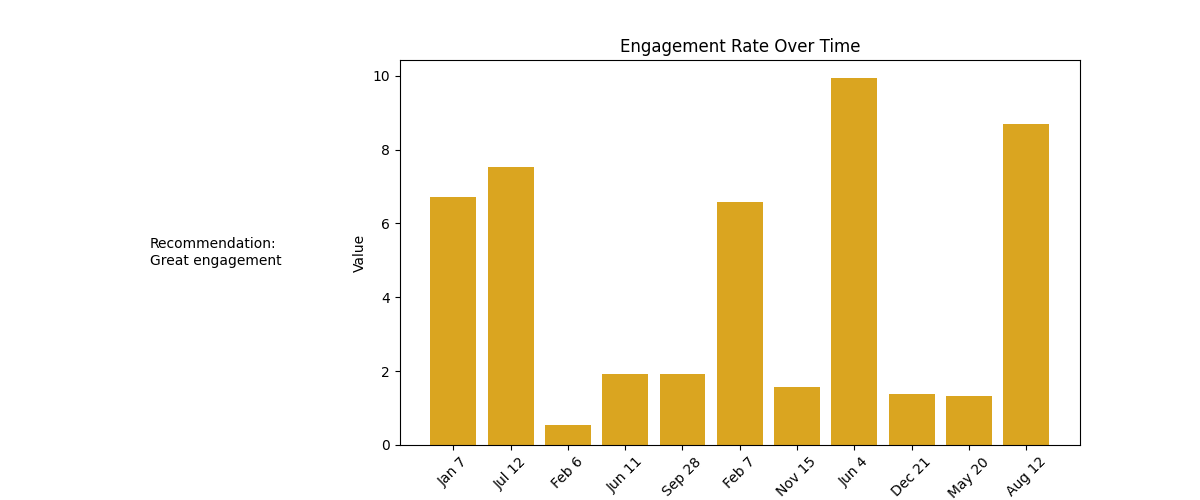 Engagement Rate Over Time
Recommendation:
Great engagement
Value
10
8
6
4
2
0
Jan 7
Jul 12
Feb 6
Jun 11
Sep 28
Feb 7
Nov 15
Jun 4
Dec 21
May 20
Aug 12